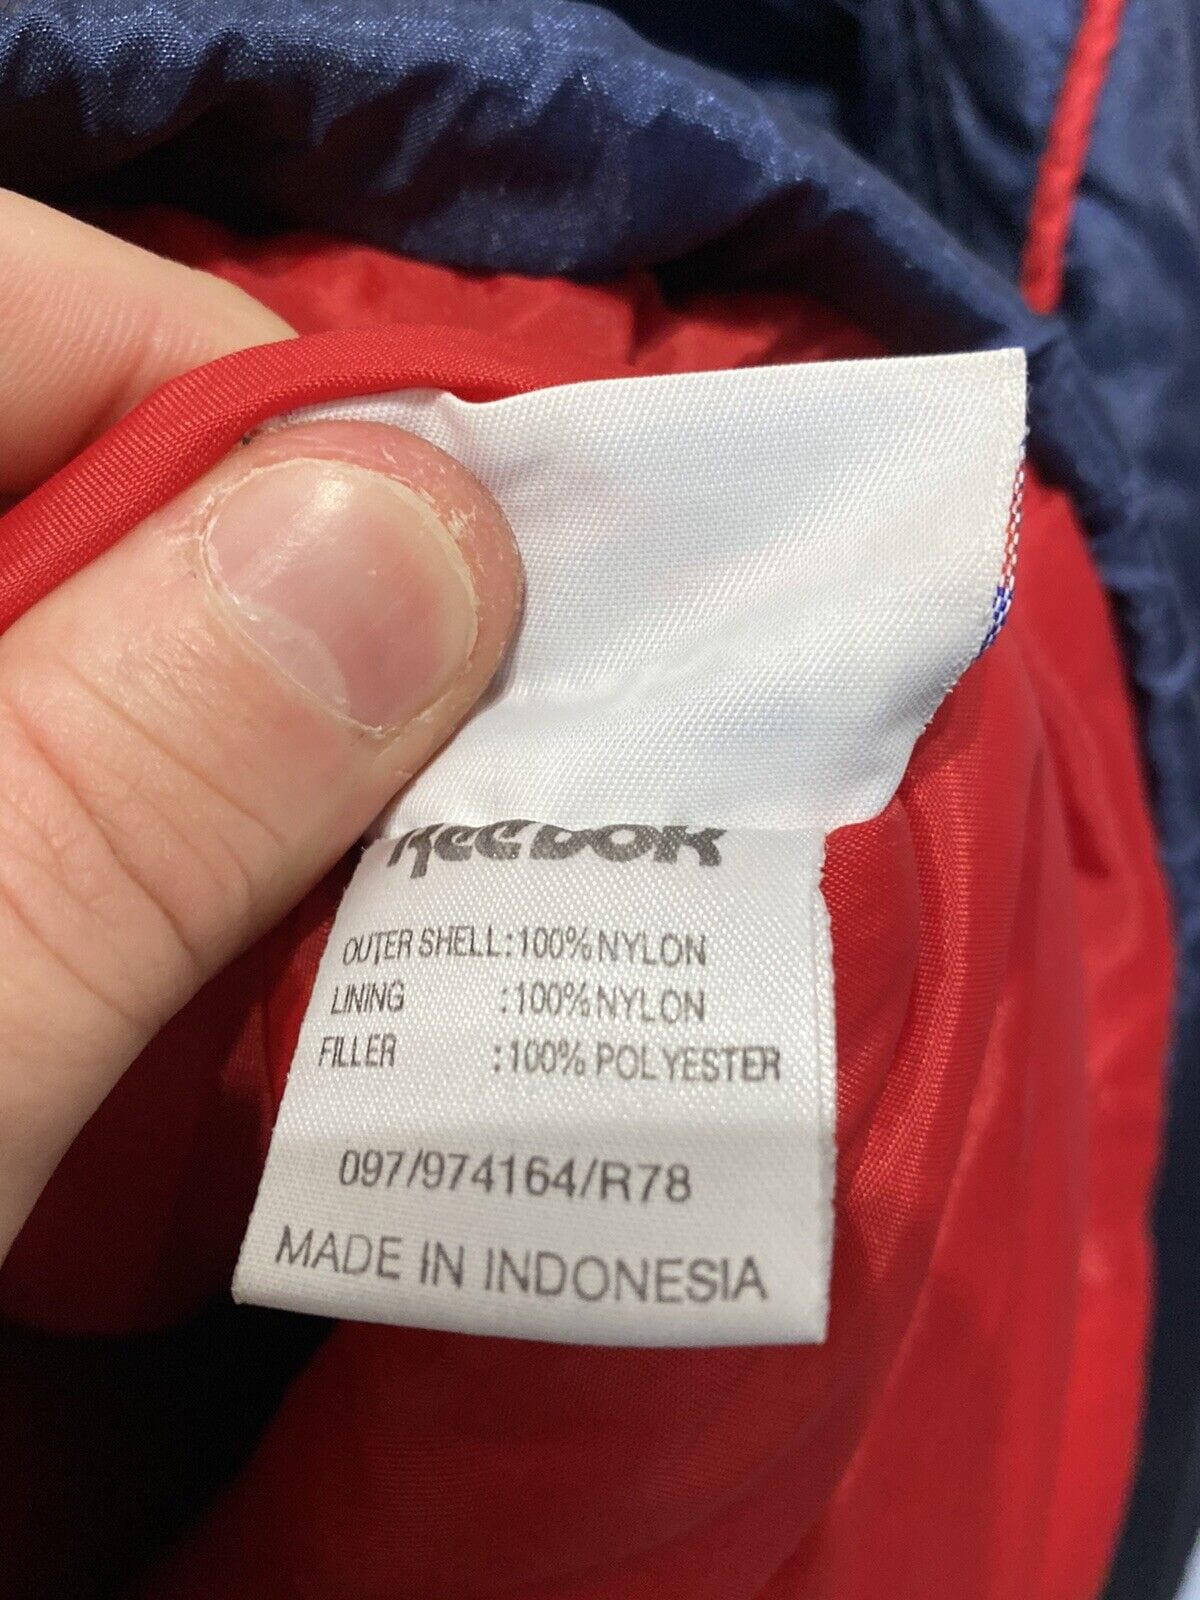 Reebok
OUTER SHELL:100%NYLON
LINING :100%NYLON
FILLER :100% POLYESTER
097/974164/R78
MADE IN INDONESIA